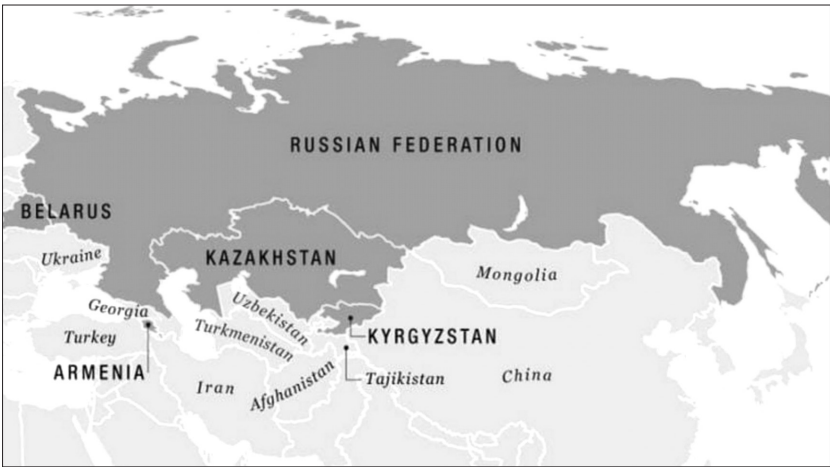 RUSSIAN FEDERATION
BELARUS
Ukraine
KAZAKHSTAN
Mongolia
Georgia
Uzbekistan
Turkey
Turkmenistan
KYRGYZSTAN
ARMENIA
Iran
Afghanistan
Tajikistan
China